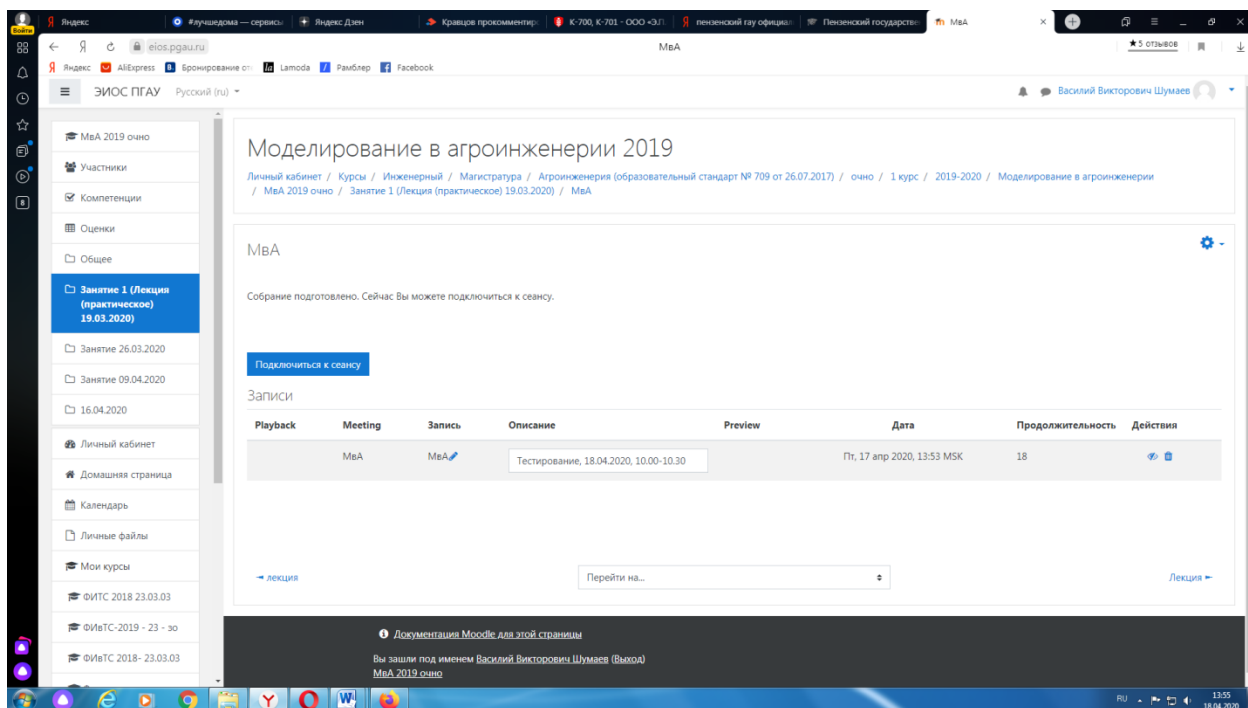 Войти
Яндекс
#лучшедома — сервисы
Яндекс Дзен
Кравцов прокомментир
К-700, К-701 - ООО «ЭЛ
пензенский гау официал
Пензенский государстве
МвА
eios.pgau.ru
МвА
★5 отзывов
Яндекс
AliExpress
B.
Бронирование от
la
Lamoda
Рамблер
Facebook
ЭИОС ПГАУ
Русский (ru)
Василий Викторович Шумаев
8
МвА 2019 очно
Участники
Компетенции
Оценки
Общее
Занятие 1 (Лекция
(практическое)
19.03.2020)
Занятие 26.03.2020
Занятие 09.04.2020
16.04.2020
Личный кабинет
Домашняя страница
Календарь
Личные файлы
Мои курсы
ФИТС 2018 23.03.03
ФИвТС-2019 - 23 - зо
ФИвТС 2018- 23.03.03
Моделирование в агроинженерии 2019
Личный кабинет / Курсы / Инженерный / Магистратура / Агроинженерия (образовательный стандарт № 709 от 26.07.2017) / очно / 1 курс / 2019-2020 / Моделирование в агроинженерии
/ МвА 2019 очно / Занятие 1 (Лекция (практическое) 19.03.2020) / МвА
МвА
Собрание подготовлено. Сейчас Вы можете подключиться к сеансу.
Подключиться к сеансу
Записи
Playback Meeting Запись Описание Preview Дата Продолжительность Действия
МвА МвА Тестирование, 18.04.2020, 10.00-10.30 Пт, 17 апр 2020, 13:53 MSK 18
◄ лекция
Перейти на...
Лекция ►
Документация Moodle для этой страницы
Вы зашли под именем Василий Викторович Шумаев (Выход)
МвА 2019 очно
RU
13:55
18.04.2020